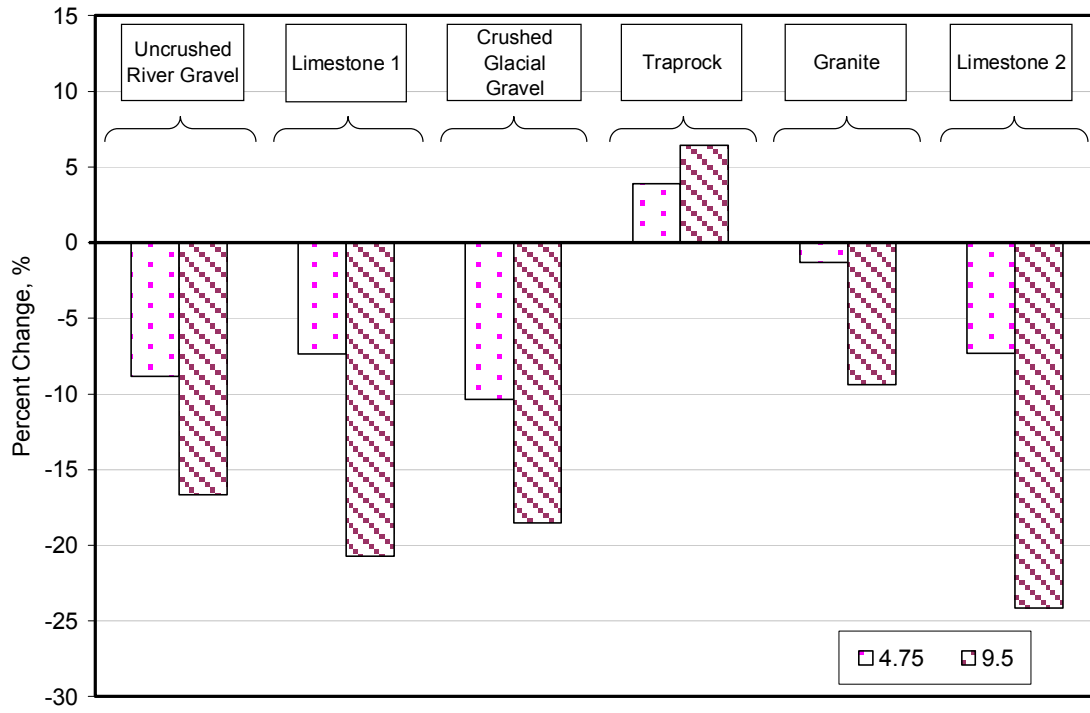 15
10
5
0
-5
-10
-15
-20
-25
-30
Percent Change, %
Uncrushed
River Gravel
Limestone 1
Crushed
Glacial
Gravel
Traprock
Granite
Limestone 2
4.75
9.5